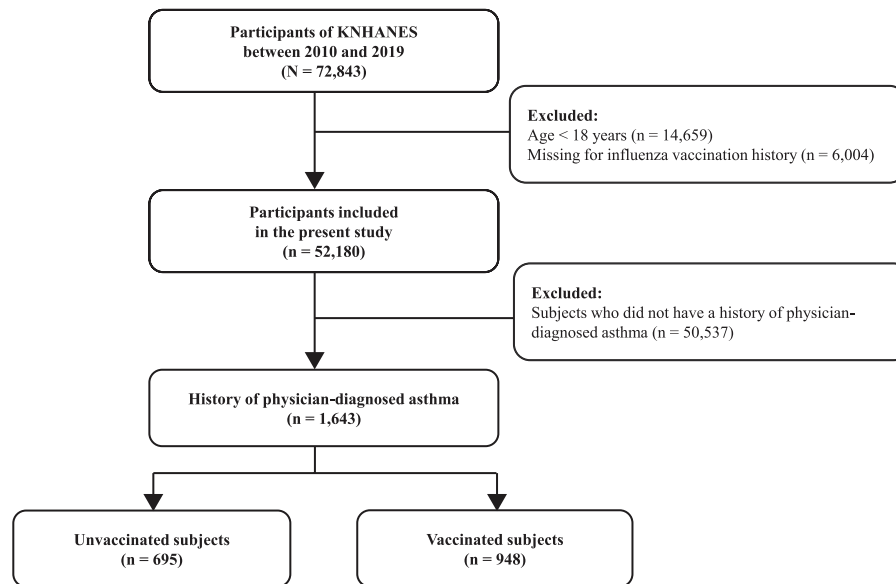 Participants of KNHANES
between 2010 and 2019
(N = 72,843)
Excluded:
Age < 18 years (n = 14,659)
Missing for influenza vaccination history (n = 6,004)
Participants included
in the present study
(n = 52,180)
Excluded:
Subjects who did not have a history of physician-
diagnosed asthma (n = 50,537)
History of physician-diagnosed asthma
(n = 1,643)
Unvaccinated subjects
(n = 695)
Vaccinated subjects
(n = 948)